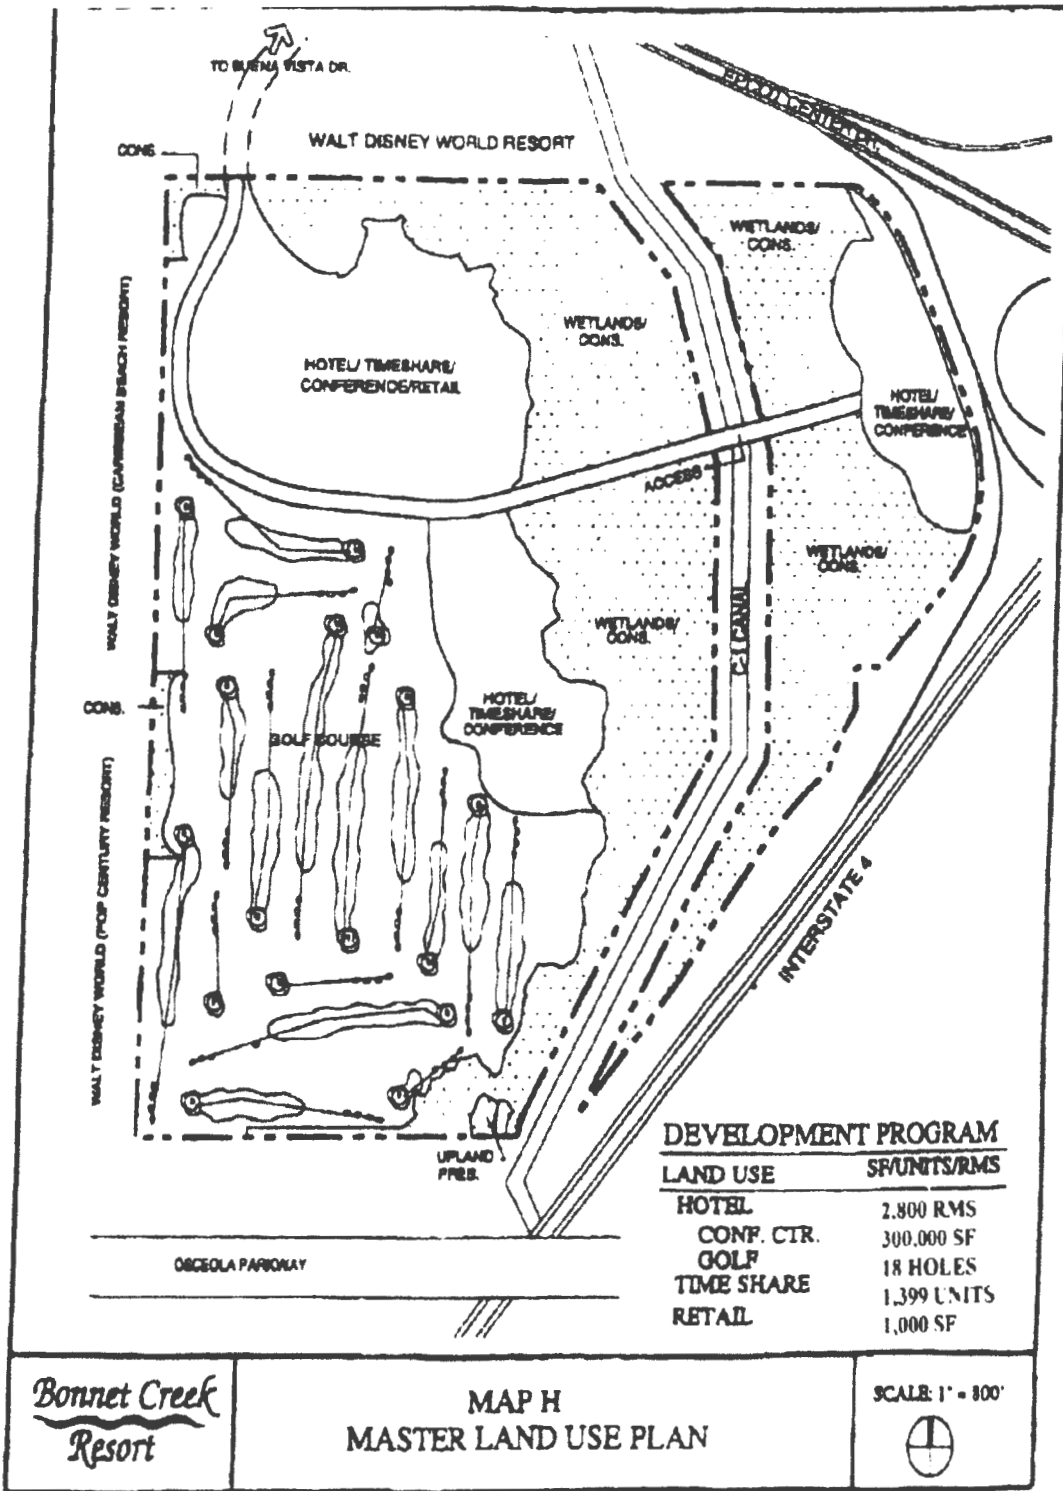 TO BUENA VISTA DR.
EPCOT CENTER DR.
WALT DISNEY WORLD RESORT
CONS.
WETLANDS/
CONS.
WETLANDS/
CONS.
HOTEL/ TIMESHARE/
CONFERENCE/RETAIL
HOTEL/
TIMESHARE/
CONFERENCE
WALT DISNEY WORLD (CARIBBEAN BEACH RESORT)
ACCESS
WETLANDS/
CONS.
C-1 CANAL
WETLANDS/
CONS.
CONS.
HOTEL/
TIMESHARE/
CONFERENCE
GOLF COURSE
WALT DISNEY WORLD (POP CENTURY RESORT)
INTERSTATE 4
UPLAND
PRES.
OSCEOLA PARKWAY
DEVELOPMENT PROGRAM
LAND USE SF/UNITS/RMS
HOTEL 2,800 RMS
CONF. CTR. 300,000 SF
GOLF 18 HOLES
TIME SHARE 1,399 UNITS
RETAIL 1,000 SF
Bonnet Creek
Resort
MAP H
MASTER LAND USE PLAN
SCALE: 1" = 800'